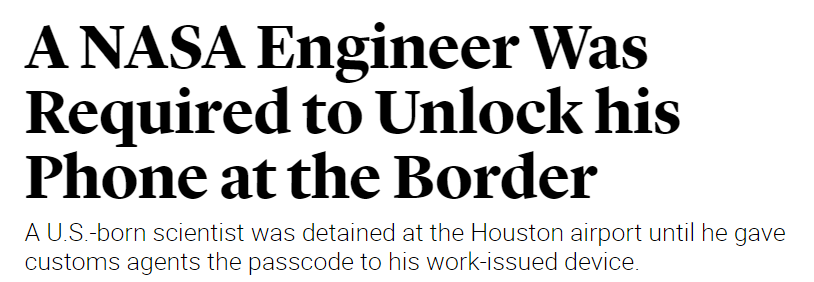 A NASA Engineer Was
Required to Unlock his
Phone at the Border
A U.S.-born scientist was detained at the Houston airport until he gave
customs agents the passcode to his work-issued device.